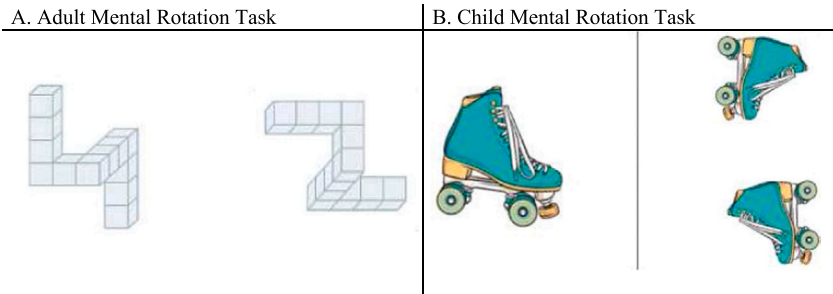 A. Adult Mental Rotation Task
B. Child Mental Rotation Task